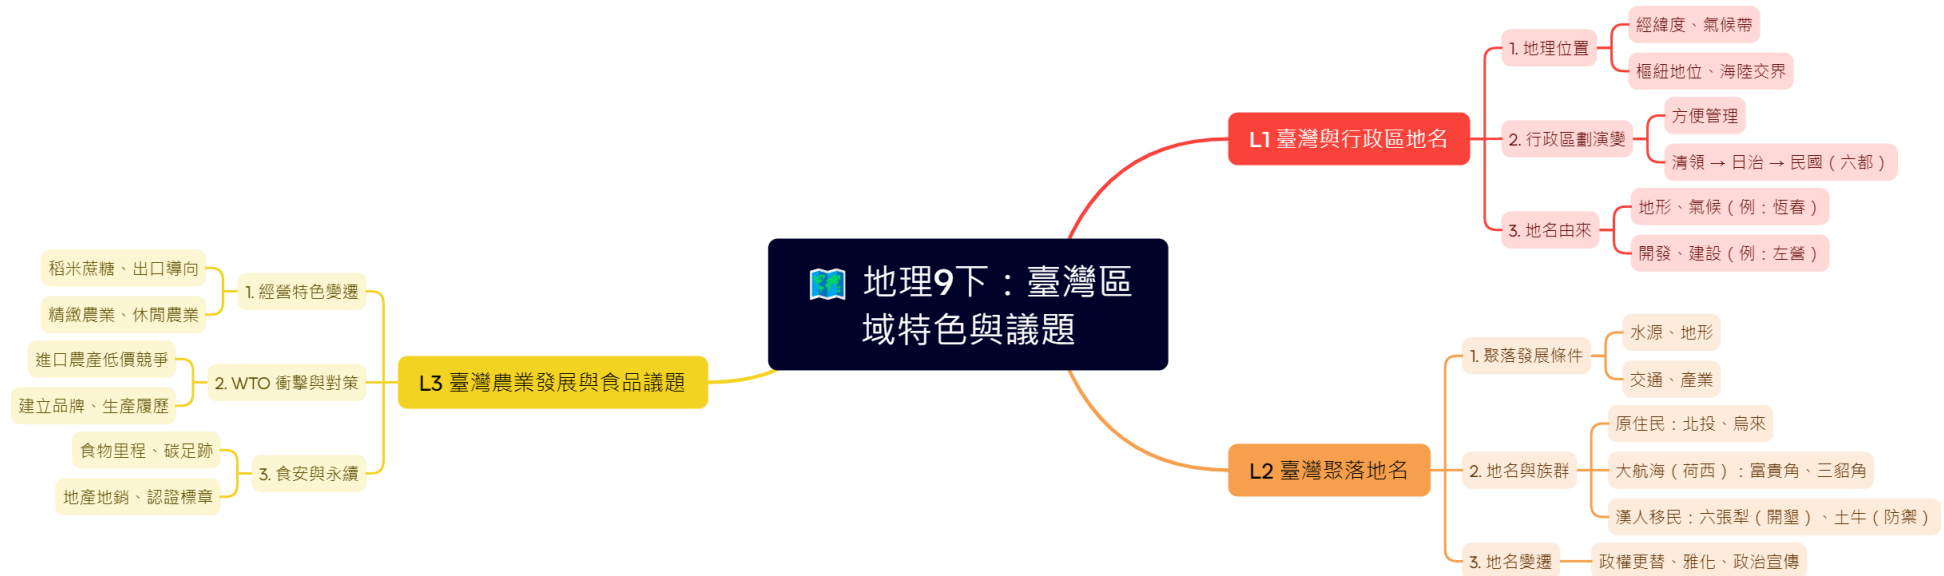 地理9下：臺灣區
域特色與議題
L1 臺灣與行政區地名
1. 地理位置
經緯度、氣候帶
樞紐地位、海陸交界
2. 行政區劃演變
方便管理
清領 → 日治 → 民國（六都）
3. 地名由來
地形、氣候（例：恆春）
開發、建設（例：左營）
L2 臺灣聚落地名
1. 聚落發展條件
水源、地形
交通、產業
2. 地名與族群
原住民：北投、烏來
大航海（荷西）：富貴角、三貂角
漢人移民：六張犁（開墾）、土牛（防禦）
3. 地名變遷
政權更替、雅化、政治宣傳
L3 臺灣農業發展與食品議題
1. 經營特色變遷
稻米蔗糖、出口導向
精緻農業、休閒農業
2. WTO 衝擊與對策
進口農產低價競爭
建立品牌、生產履歷
3. 食安與永續
食物里程、碳足跡
地產地銷、認證標章